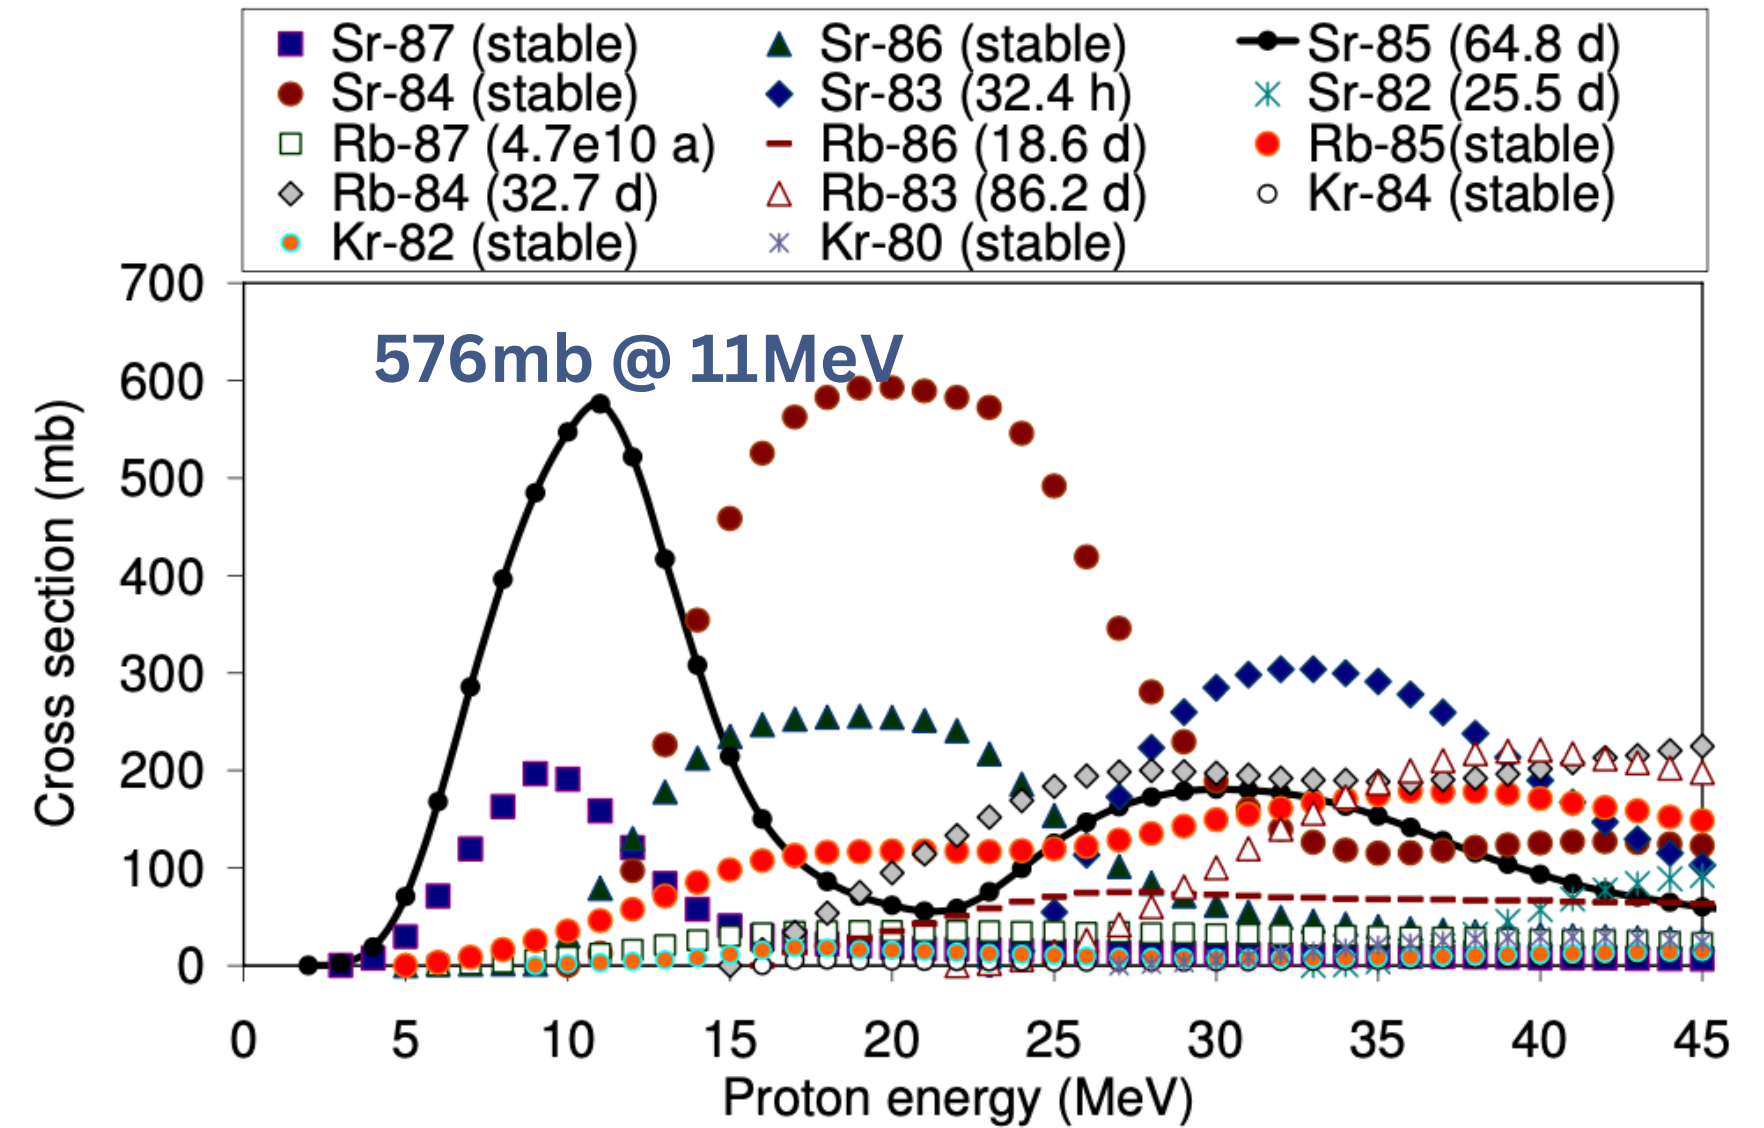 Sr-87 (stable) Sr-86 (stable) Sr-85 (64.8 d)
Sr-84 (stable) Sr-83 (32.4 h) Sr-82 (25.5 d)
Rb-87 (4.7e10 a) Rb-86 (18.6 d) Rb-85(stable)
Rb-84 (32.7 d) Rb-83 (86.2 d) Kr-84 (stable)
Kr-82 (stable) Kr-80 (stable)
576mb @ 11MeV
Cross section (mb)
700
600
500
400
300
200
100
0
0 5 10 15 20 25 30 35 40 45
Proton energy (MeV)